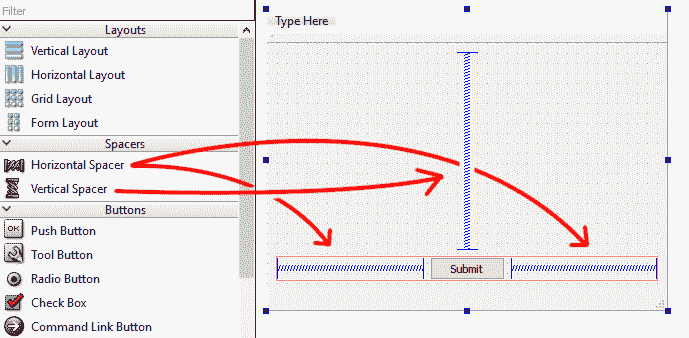 Filter
Layouts
Vertical Layout
Horizontal Layout
Grid Layout
Form Layout
Spacers
Horizontal Spacer
Vertical Spacer
Buttons
OK
Push Button
Tool Button
Radio Button
Check Box
Command Link Button
Type Here
Submit